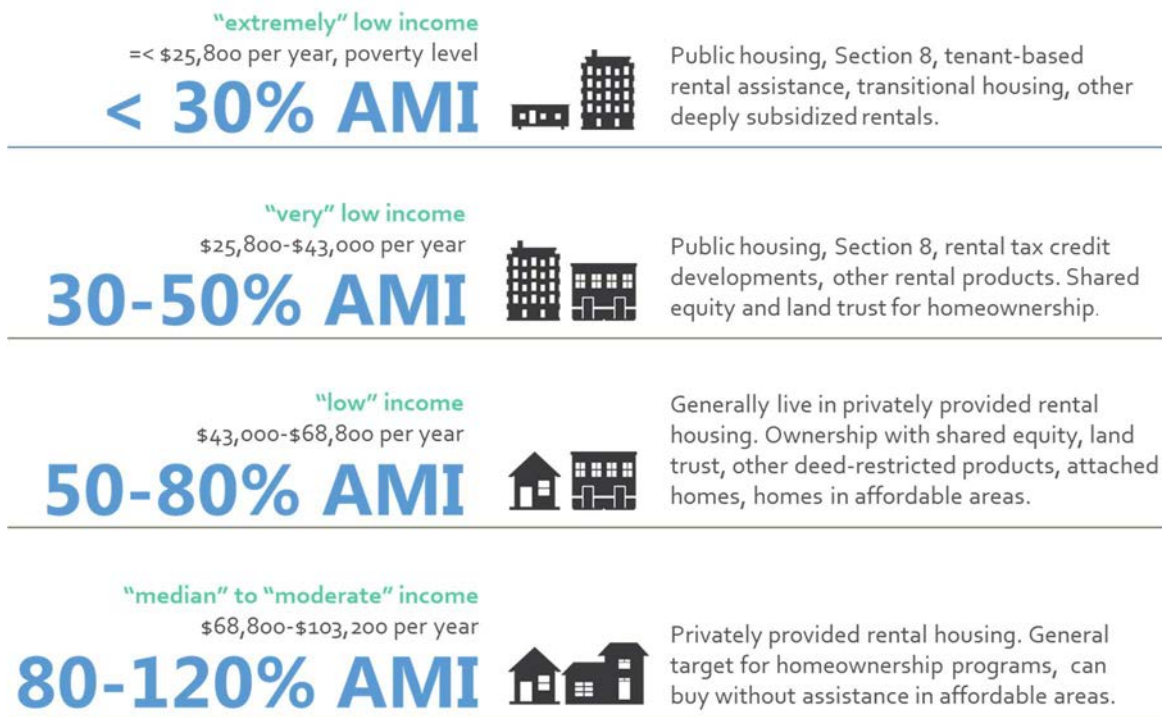 “extremely” low income
=< $25,800 per year, poverty level
< 30% AMI
Public housing, Section 8, tenant-based
rental assistance, transitional housing, other
deeply subsidized rentals.
“very” low income
$25,800-$43,000 per year
30-50% AMI
Public housing, Section 8, rental tax credit
developments, other rental products. Shared
equity and land trust for homeownership.
“low” income
$43,000-$68,800 per year
50-80% AMI
Generally live in privately provided rental
housing. Ownership with shared equity, land
trust, other deed-restricted products, attached
homes, homes in affordable areas.
“median” to “moderate” income
$68,800-$103,200 per year
80-120% AMI
Privately provided rental housing. General
target for homeownership programs, can
buy without assistance in affordable areas.